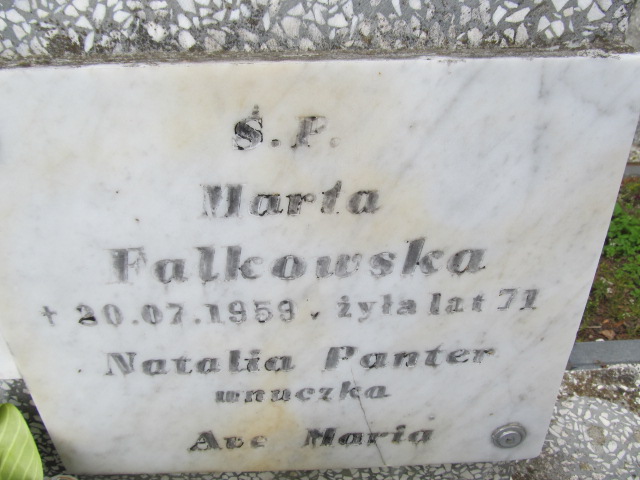 Ś.P.
Marta
Falkowska
+ 20.07.1959. żyła lat 71
Natalia Panter
wnuczka
Ave Maria